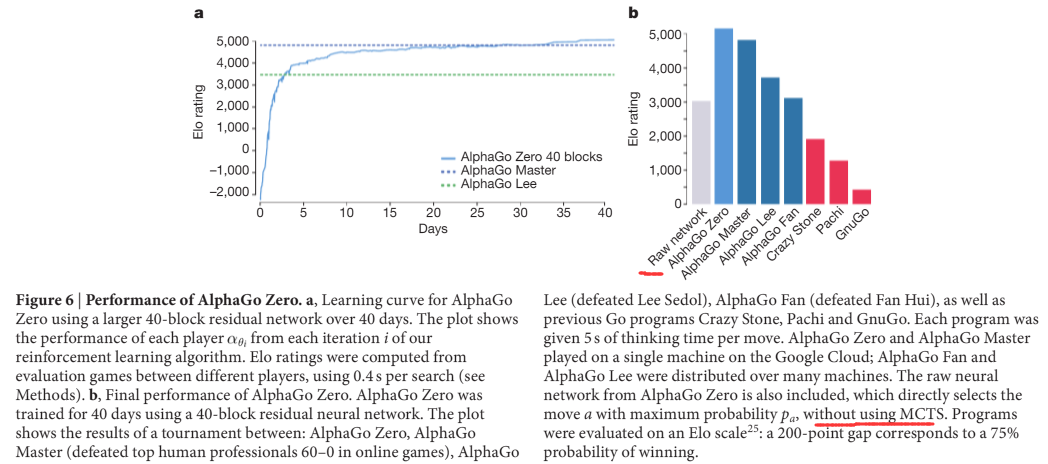 a
5,000
4,000
3,000
2,000
1,000
0
–1,000
–2,000
Elo rating
0 5 10 15 20 25 30 35 40
Days
AlphaGo Zero 40 blocks
AlphaGo Master
AlphaGo Lee
b
5,000
4,000
3,000
2,000
1,000
0
Elo rating
Raw network
AlphaGo Zero
AlphaGo Master
AlphaGo Lee
AlphaGo Fan
Crazy Stone
Pachi
GnuGo
Figure 6 | Performance of AlphaGo Zero. a, Learning curve for AlphaGo
Zero using a larger 40-block residual network over 40 days. The plot shows
the performance of each player αθi from each iteration i of our
reinforcement learning algorithm. Elo ratings were computed from
evaluation games between different players, using 0.4 s per search (see
Methods). b, Final performance of AlphaGo Zero. AlphaGo Zero was
trained for 40 days using a 40-block residual neural network. The plot
shows the results of a tournament between: AlphaGo Zero, AlphaGo
Master (defeated top human professionals 60–0 in online games), AlphaGo
Lee (defeated Lee Sedol), AlphaGo Fan (defeated Fan Hui), as well as
previous Go programs Crazy Stone, Pachi and GnuGo. Each program was
given 5 s of thinking time per move. AlphaGo Zero and AlphaGo Master
played on a single machine on the Google Cloud; AlphaGo Fan and
AlphaGo Lee were distributed over many machines. The raw neural
network from AlphaGo Zero is also included, which directly selects the
move a with maximum probability pa, without using MCTS. Programs
were evaluated on an Elo scale25: a 200-point gap corresponds to a 75%
probability of winning.